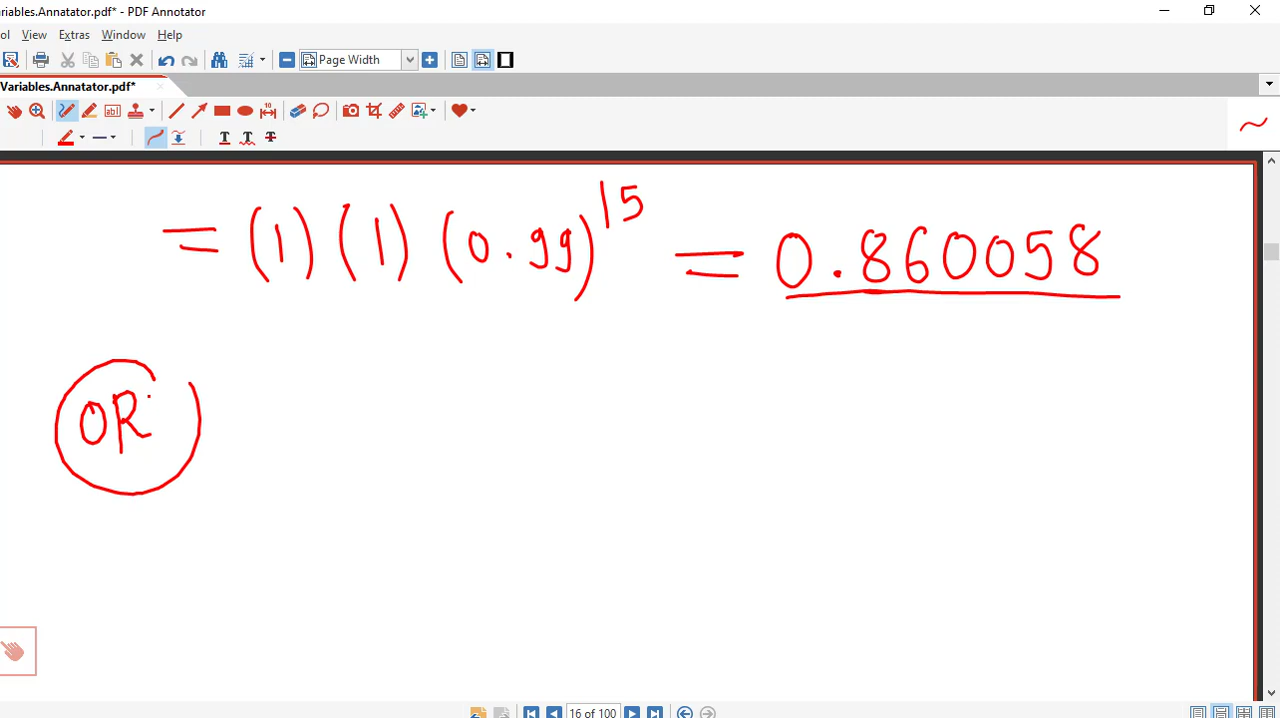 ariables.Annatator.pdf* - PDF Annotator
ol View Extras Window Help
Page Width
Variables.Annatator.pdf*
= (1) (1) (0.99)^15 = 0.860058
OR
16 of 100